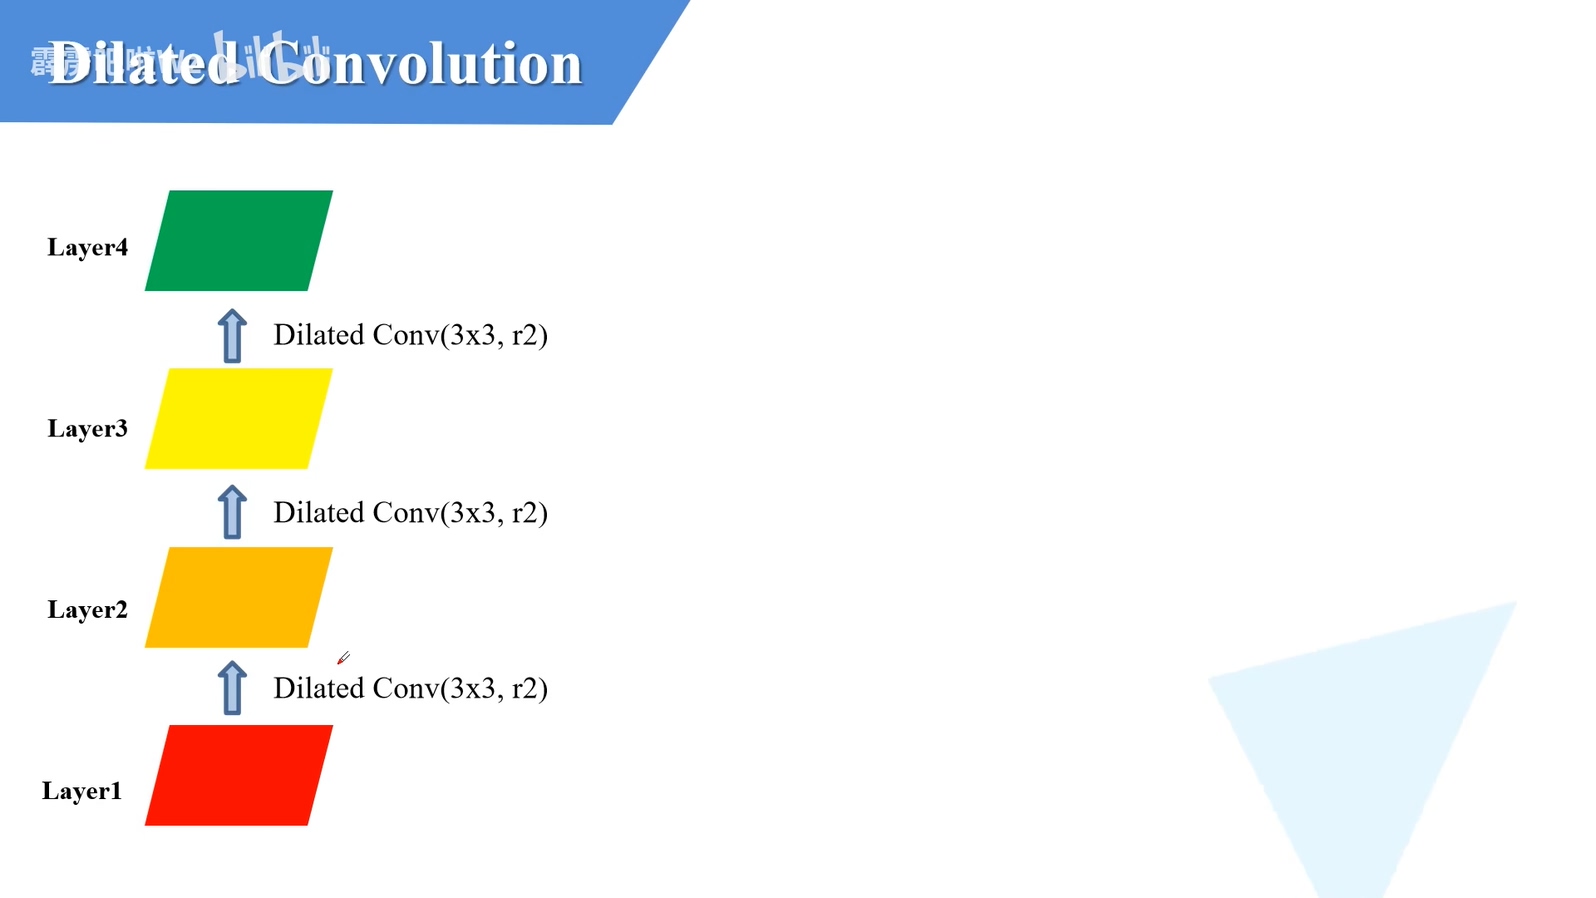 Dilated Convolution
Layer4
Dilated Conv(3x3, r2)
Layer3
Dilated Conv(3x3, r2)
Layer2
Dilated Conv(3x3, r2)
Layer1